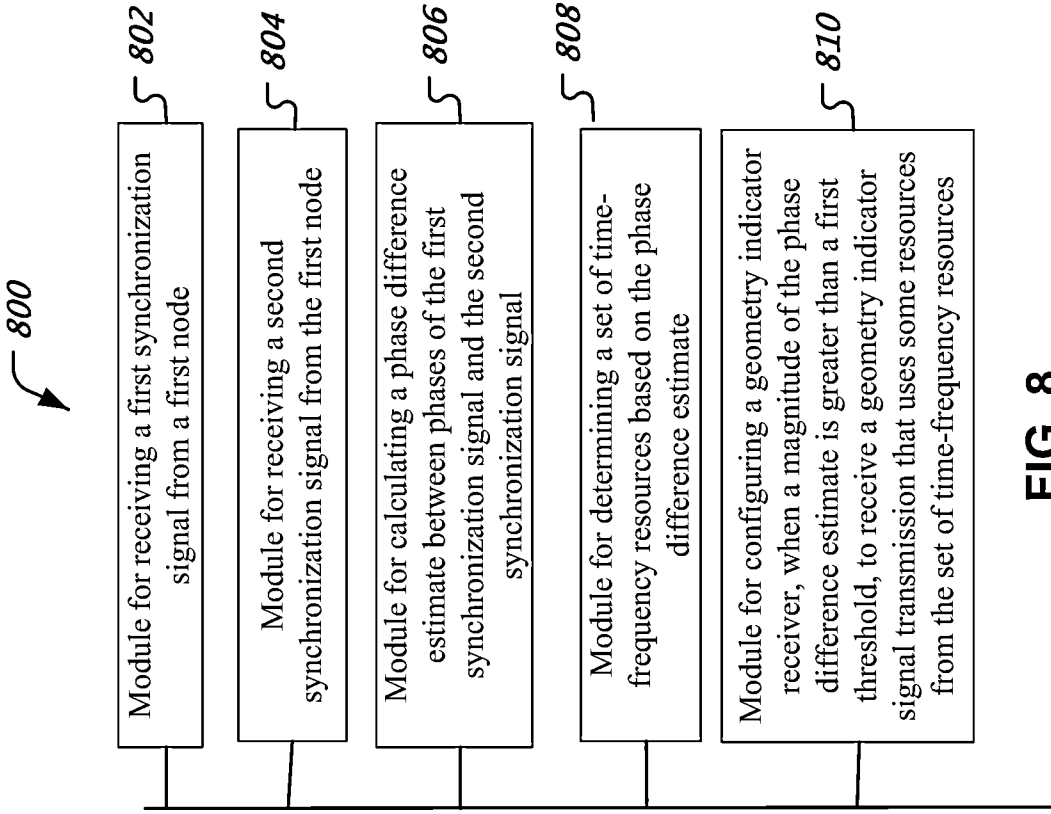 800
Module for receiving a first synchronization
signal from a first node
802
Module for receiving a second
synchronization signal from the first node
804
Module for calculating a phase difference
estimate between phases of the first
synchronization signal and the second
synchronization signal
806
Module for determining a set of time-
frequency resources based on the phase
difference estimate
808
Module for configuring a geometry indicator
receiver, when a magnitude of the phase
difference estimate is greater than a first
threshold, to receive a geometry indicator
signal transmission that uses some resources
from the set of time-frequency resources
810
FIG. 8